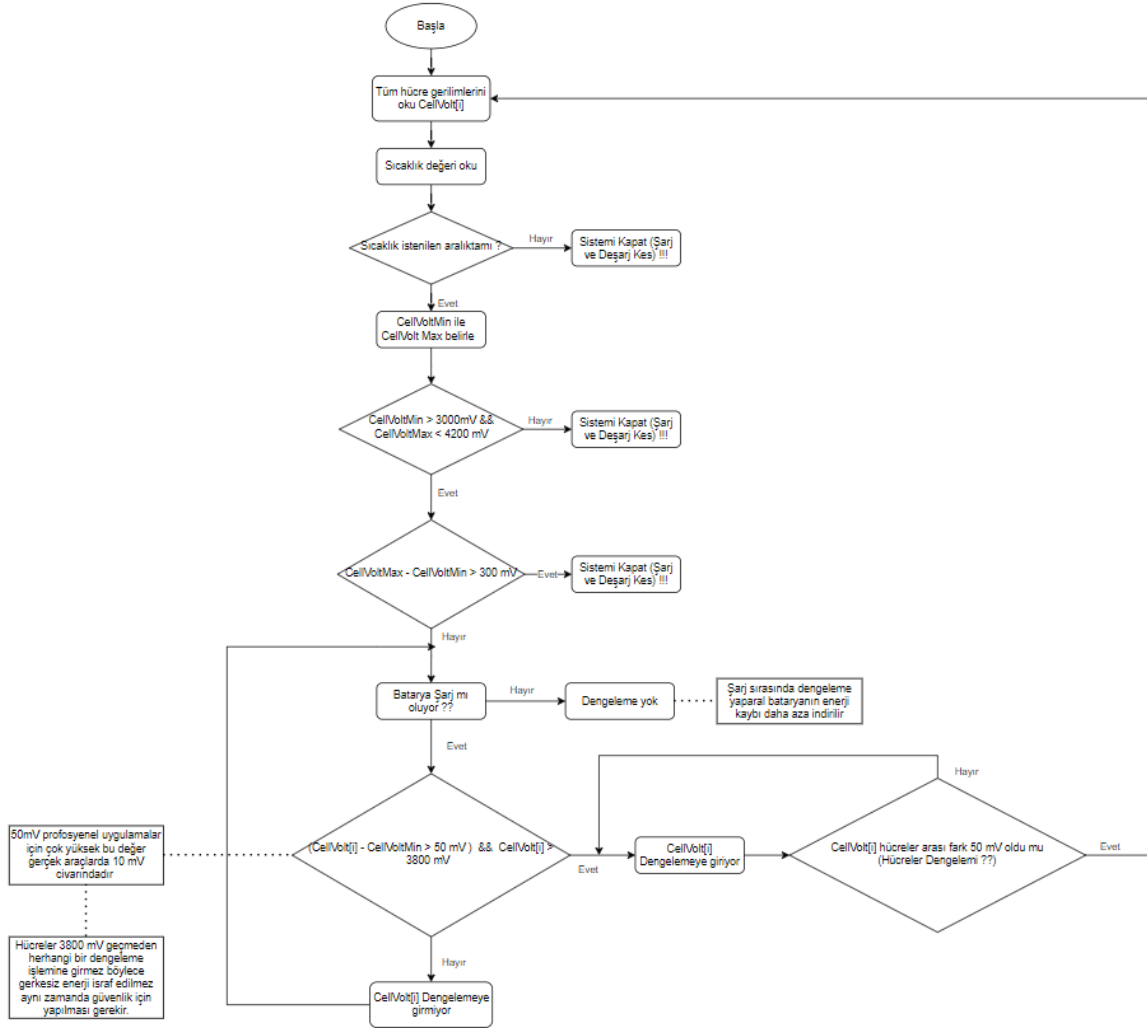 Başla
Tüm hücre gerilimlerini
oku CellVolt[i]
Sıcaklık değeri oku
Sıcaklık istenilen aralıktamı ?
Hayır
Sistemi Kapat (Şarj
ve Deşarj Kes) !!!
Evet
CellVoltMin ile
CellVolt Max belirle
CellVoltMin > 3000mV &&
CellVoltMax < 4200 mV
Hayır
Sistemi Kapat (Şarj
ve Deşarj Kes) !!!
Evet
CellVoltMax - CellVoltMin > 300 mV
Evet
Sistemi Kapat (Şarj
ve Deşarj Kes) !!!
Hayır
Batarya Şarj mı
oluyor ??
Hayır
Dengeleme yok
Şarj sırasında dengeleme
yaparal bataryanın enerji
kaybı daha aza indirilir
Evet
(CellVolt[i] - CellVoltMin > 50 mV ) && CellVolt[i] >
3800 mV
50mV profosyenel uygulamalar
için çok yüksek bu değer
gerçek araçlarda 10 mV
civarındadır
Hücreler 3800 mV geçmeden
herhangi bir dengeleme
işlemine girmez böylece
gerkesiz enerji israf edilmez
aynı zamanda güvenlik için
yapılması gerekir.
Evet
CellVolt[i]
Dengelemeye giriyor
Hayır
CellVolt[i] hücreler arası fark 50 mV oldu mu
(Hücreler Dengelemi ??)
Evet
Hayır
CellVolt[i] Dengelemeye
girmiyor